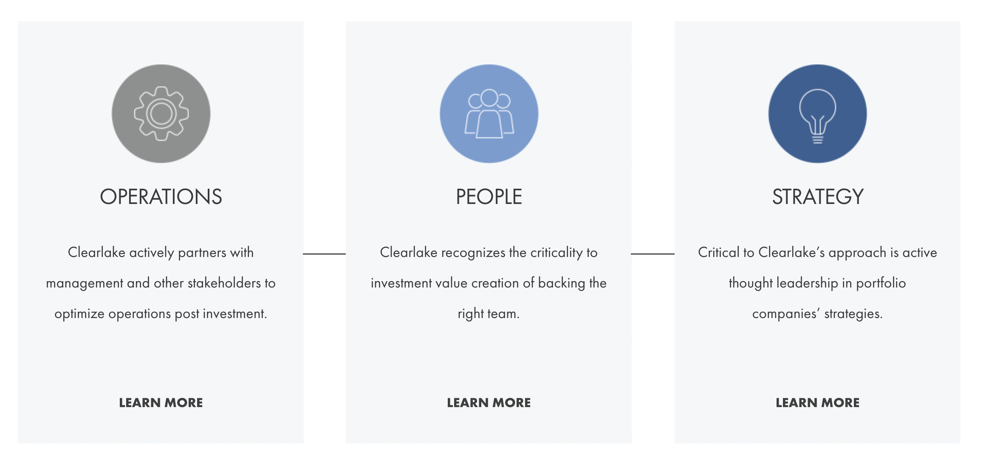 OPERATIONS
Clearlake actively partners with
management and other stakeholders to
optimize operations post investment.
LEARN MORE
PEOPLE
Clearlake recognizes the criticality to
investment value creation of backing the
right team.
LEARN MORE
STRATEGY
Critical to Clearlake’s approach is active
thought leadership in portfolio
companies’ strategies.
LEARN MORE